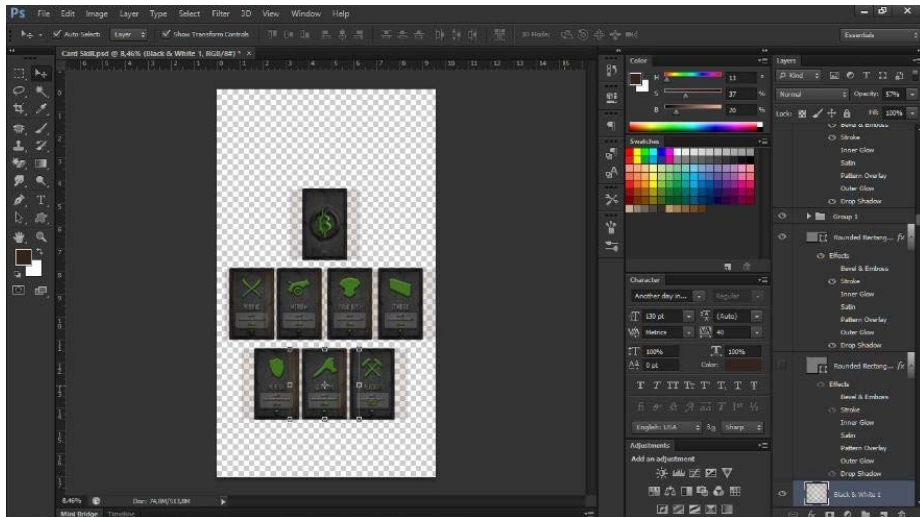 Ps File Edit Image Layer Type Select Filter 3D View Window Help
Auto-Select: Layer Show Transform Controls 3D Mode: Essentials
Card Skill.psd @ 8,46% (Black & White 1, RGB/8#) *
Color
H 13 °
S 37 %
B 20 %
Swatches
Character
Another day in... Regular
130 pt (Auto)
Metrics 40
100% 100%
0 pt Color:
English: USA Sharp
Adjustments
Add an adjustment
Layers
Kind
Normal Opacity: 57%
Lock: Fill: 100%
Bevel & Emboss
Stroke
Inner Glow
Satin
Pattern Overlay
Outer Glow
Drop Shadow
Group 1
Rounded Rectang... fx
Effects
Bevel & Emboss
Stroke
Inner Glow
Satin
Pattern Overlay
Outer Glow
Drop Shadow
Rounded Rectang... fx
Effects
Bevel & Emboss
Stroke
Inner Glow
Satin
Pattern Overlay
Outer Glow
Drop Shadow
Black & White 1
8,46% Doc: 74,8M/513,8M
Mini Bridge Timeline